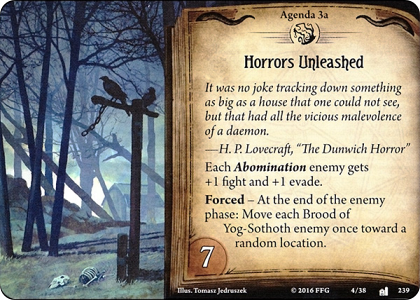 Agenda 3a
Horrors Unleashed
It was no joke tracking down something
as big as a house that one could not see,
but that had all the vicious malevolence
of a daemon.
—H. P. Lovecraft, “The Dunwich Horror”
Each Abomination enemy gets
+1 fight and +1 evade.
Forced – At the end of the enemy
phase: Move each Brood of
Yog-Sothoth enemy once toward a
random location.
7
Illus. Tomasz Jedruszek
© 2016 FFG
4/38
239